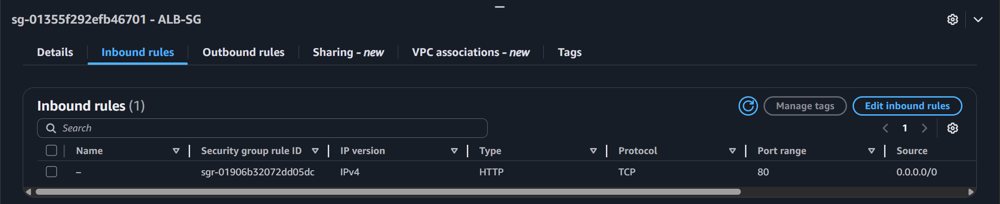 sg-01355f292efb46701 - ALB-SG
Details Inbound rules Outbound rules Sharing - new VPC associations - new Tags
Inbound rules (1) Manage tags Edit inbound rules
Search 1
Name Security group rule ID IP version Type Protocol Port range Source
– sgr-01906b32072dd05dc IPv4 HTTP TCP 80 0.0.0.0/0